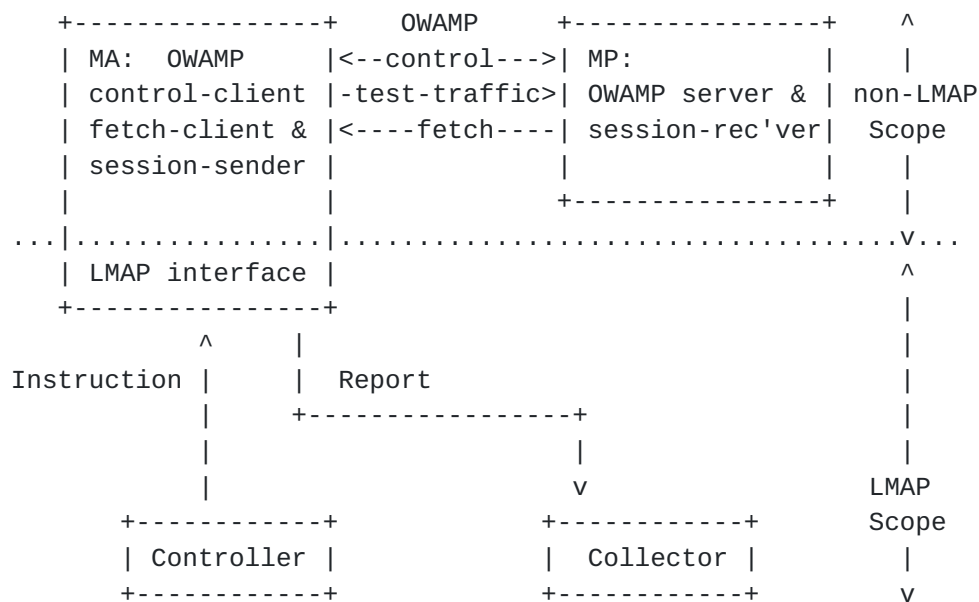 +----------------+    OWAMP    +----------------+    ^
| MA:  OWAMP     |<--control--->| MP:            |    |
| control-client |-test-traffic>| OWAMP server & | non-LMAP
| fetch-client & |<----fetch----| session-rec'ver|  Scope
| session-sender |              |                |    |
|                |              +----------------+    |
...|................|.....................................v...
| LMAP interface |                                     ^
+----------------+                                     |
^     |                                        |
Instruction |     |  Report                                |
|     +-----------------+                      |
|                       |                      |
|                       v                    LMAP
+------------+             +------------+      Scope
| Controller |             |  Collector |        |
+------------+             +------------+        v